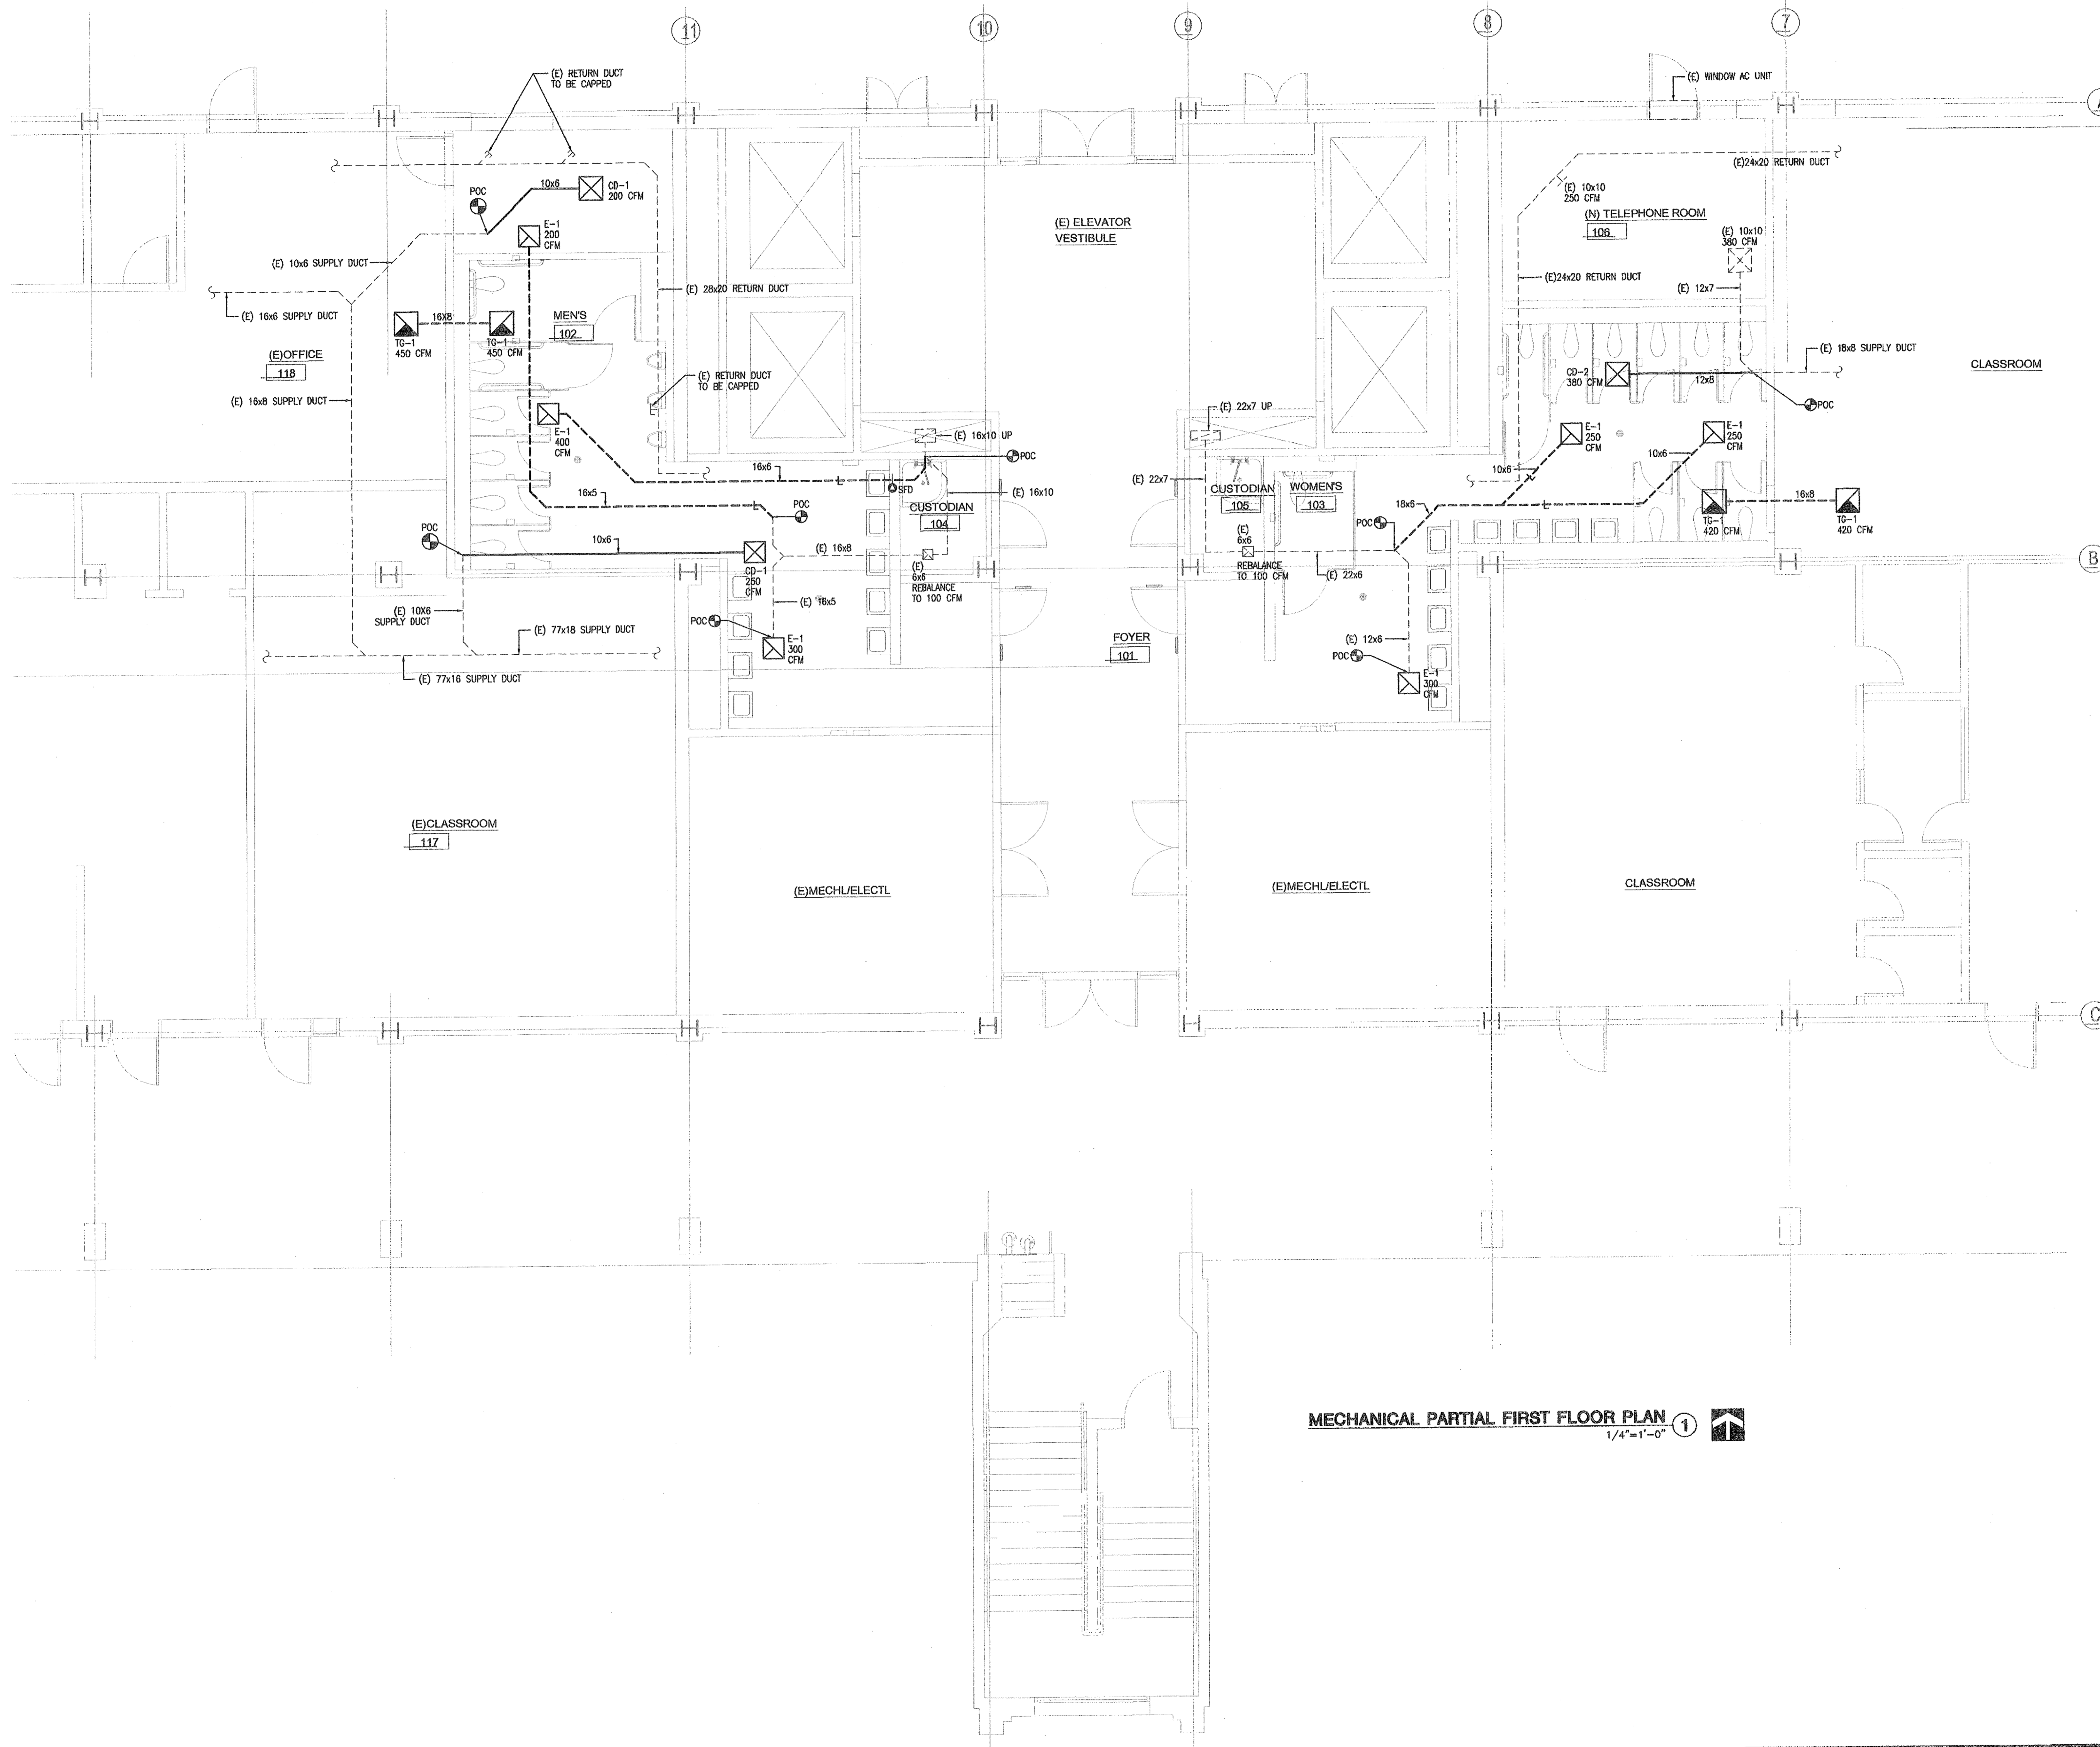 11
10
9
8
7
(E) RETURN DUCT
TO BE CAPPED
(E) WINDOW AC UNIT
(E)24x20 RETURN DUCT
POC
10x6
CD-1
200 CFM
(E) 10x10
250 CFM
(N) TELEPHONE ROOM
106
E-1
200
CFM
(E) ELEVATOR
VESTIBULE
(E) 10x10
380 CFM
(E) 10x6 SUPPLY DUCT
(E)24x20 RETURN DUCT
(E) 28x20 RETURN DUCT
(E) 12x7
(E) 16x6 SUPPLY DUCT
16X8
MEN'S
102
TG-1
450 CFM
TG-1
450 CFM
(E)OFFICE
118
(E) 18x8 SUPPLY DUCT
CLASSROOM
CD-2
380 CFM
12x8
(E) RETURN DUCT
TO BE CAPPED
(E) 16x8 SUPPLY DUCT
POC
(E) 22x7 UP
E-1
400
CFM
(E) 16x10 UP
E-1
250
CFM
E-1
250
CFM
POC
16x6
10x6
10x6
(E) 22x7
(E) 16x10
SFD
16x5
16x8
CUSTODIAN
104
CUSTODIAN
105
WOMEN'S
103
18x6
TG-1
420 CFM
TG-1
420 CFM
POC
POC
POC
10x6
(E) 16x8
(E)
6x6
REBALANCE
TO 100 CFM
(E)
6x6
REBALANCE
TO 100 CFM
(E) 22x6
B
CD-1
250
CFM
(E) 16x5
(E) 10X6
SUPPLY DUCT
POC
(E) 77x18 SUPPLY DUCT
E-1
300
CFM
FOYER
101
(E) 12x6
POC
(E) 77x16 SUPPLY DUCT
E-1
300
CFM
(E)CLASSROOM
117
(E)MECHL/ELECTL
(E)MECHL/ELECTL
CLASSROOM
C
MECHANICAL PARTIAL FIRST FLOOR PLAN
1
1/4"=1'-0"